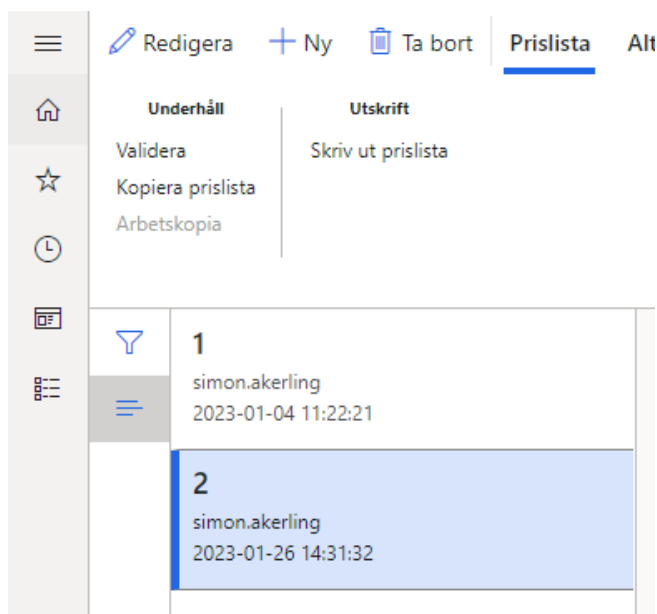 Redigera Ny Ta bort Prislista Alt
Underhåll Utskrift
Validera Skriv ut prislista
Kopiera prislista
Arbetskopia
1
simon.akerling
2023-01-04 11:22:21
2
simon.akerling
2023-01-26 14:31:32